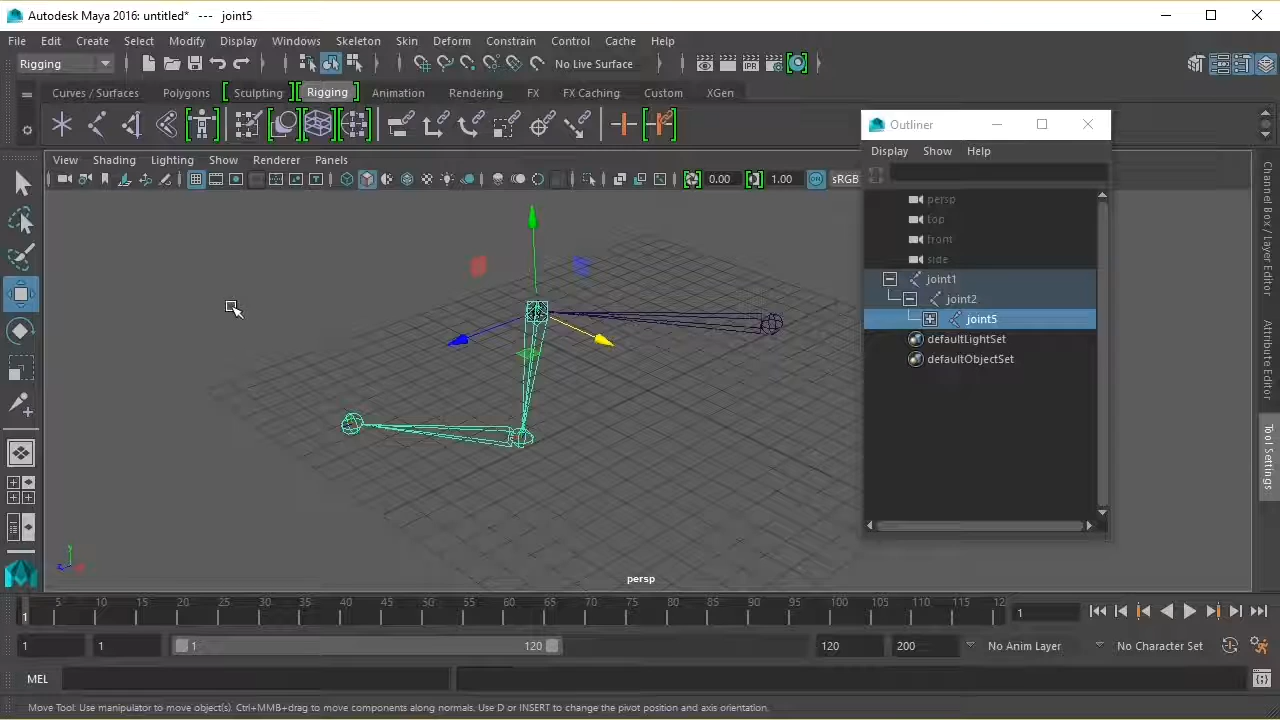 Autodesk Maya 2016: untitled* --- joint5
File Edit Create Select Modify Display Windows Skeleton Skin Deform Constrain Control Cache Help
Rigging No Live Surface
Curves / Surfaces Polygons Sculpting Rigging Animation Rendering FX FX Caching Custom XGen
Outliner
Display Show Help
View Shading Lighting Show Renderer Panels
0.00 1.00 ON sRGB
persp
top
front
side
joint1
joint2
joint5
defaultLightSet
defaultObjectSet
Channel Box / Layer Editor
Attribute Editor
Tool Settings
persp
5 10 15 20 25 30 35 40 45 50 55 60 65 70 75 80 85 90 95 100 105 110 115 12
1 1
1 1 1 120 120 200 No Anim Layer No Character Set
MEL
Move Tool: Use manipulator to move object(s). Ctrl+MMB+drag to move components along normals. Use D or INSERT to change the pivot position and axis orientation.